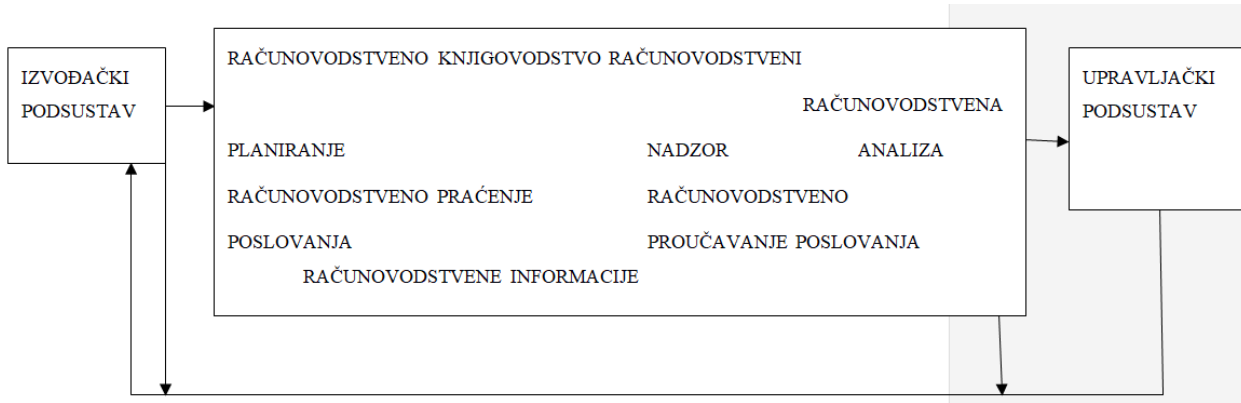 IZVOĐAČKI
PODSUSTAV
RAČUNOVODSTVENO KNJIGOVODSTVO RAČUNOVODSTVENI
RAČUNOVODSTVENA
PLANIRANJE NADZOR ANALIZA
RAČUNOVODSTVENO PRAĆENJE RAČUNOVODSTVENO
POSLOVANJA PROUČAVANJE POSLOVANJA
RAČUNOVODSTVENE INFORMACIJE
UPRAVLJAČKI
PODSUSTAV